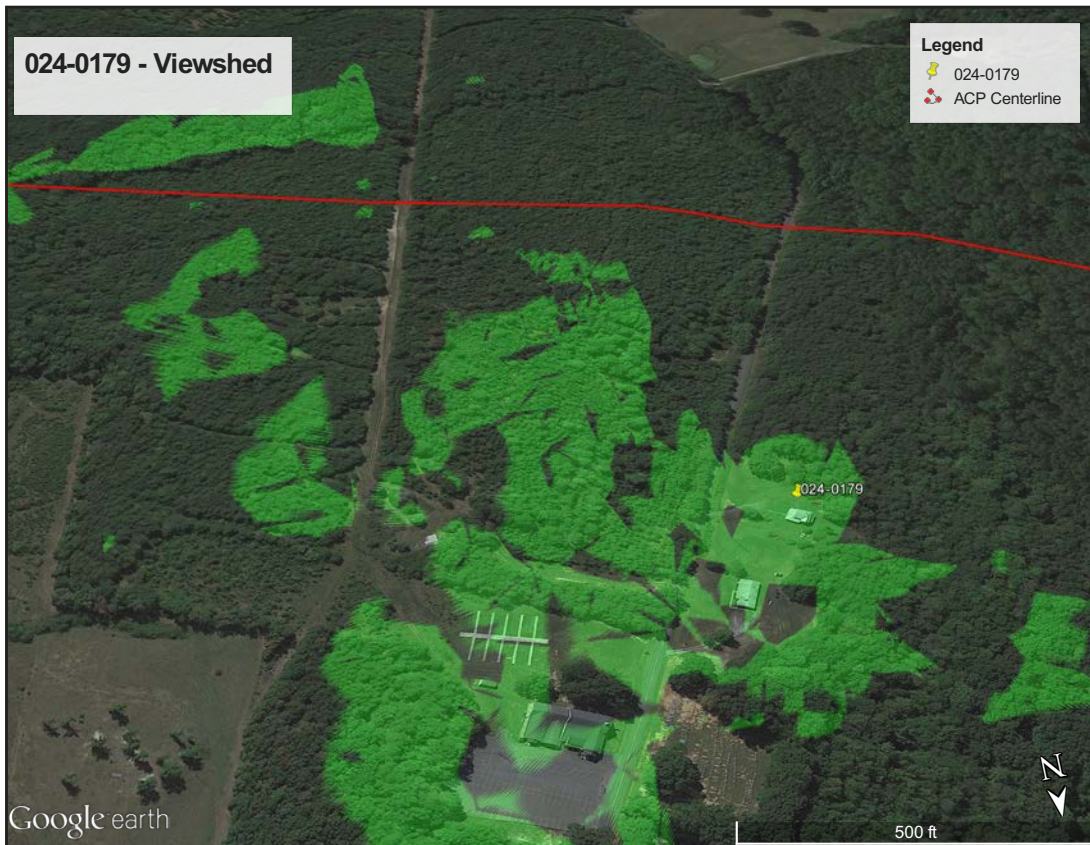 024-0179 - Viewshed
Legend
024-0179
ACP Centerline
024-0179
N
Google earth
500 ft